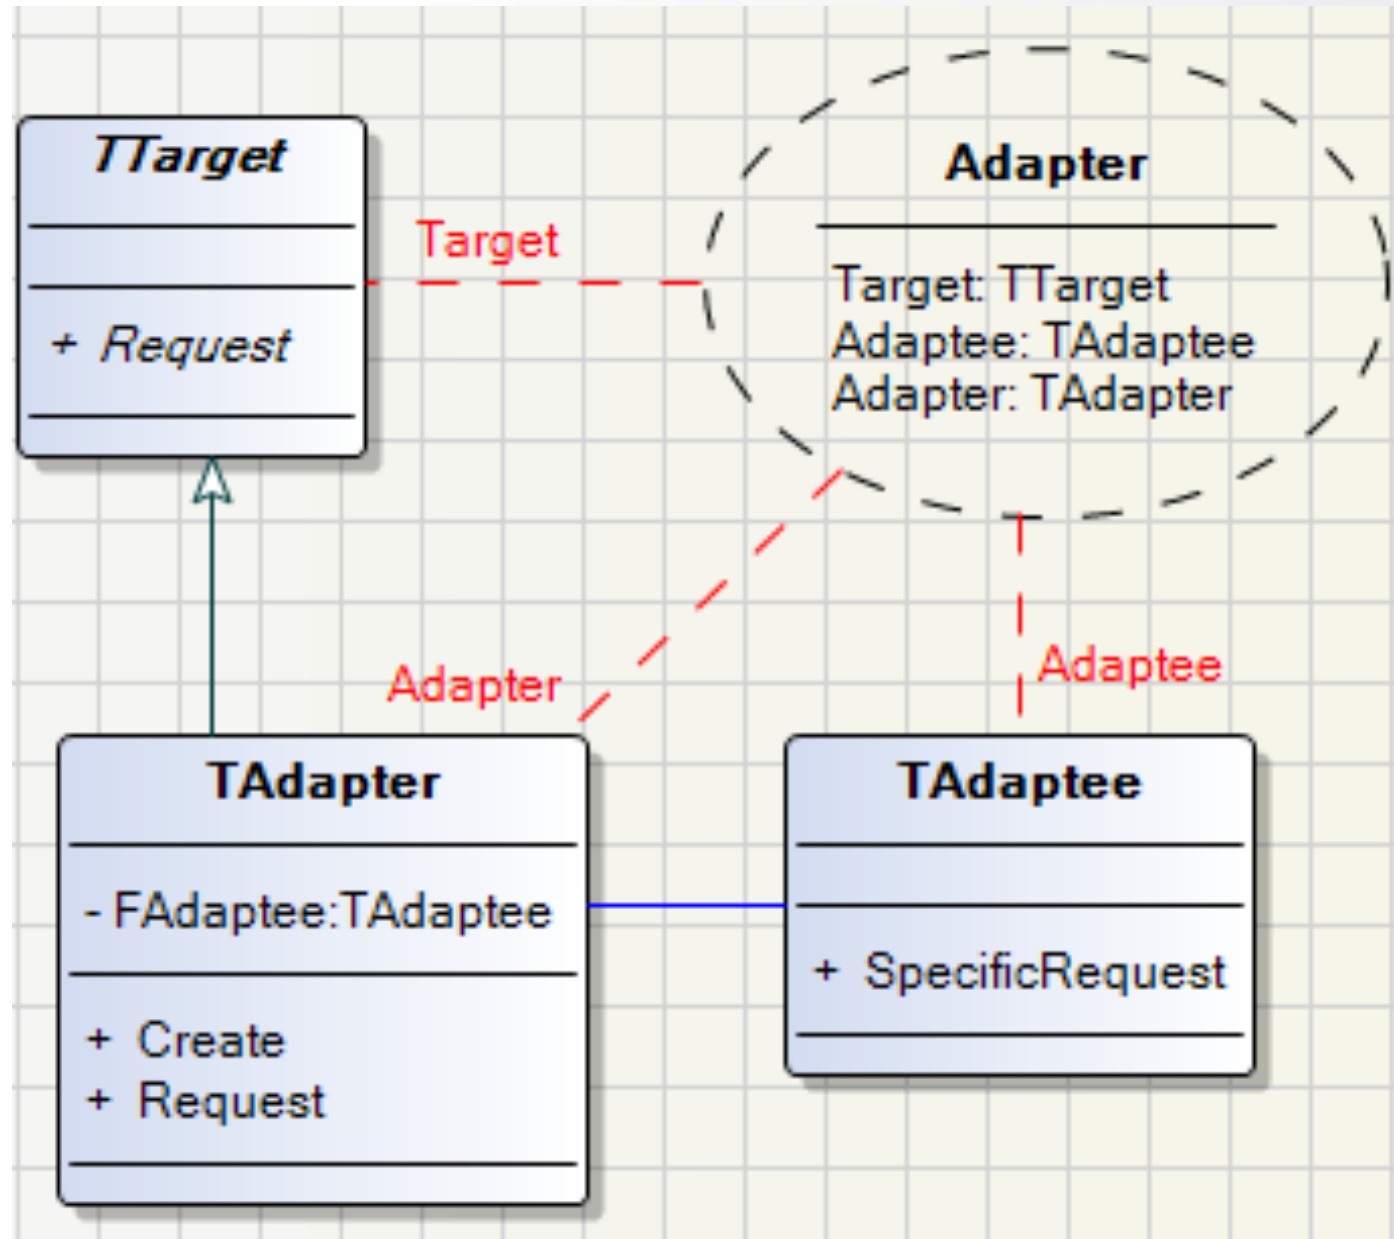 TTarget
+ Request
Target
Adapter
Target: TTarget
Adaptee: TAdaptee
Adapter: TAdapter
Adapter
Adaptee
TAdapter
- FAdaptee:TAdaptee
+ Create
+ Request
TAdaptee
+ SpecificRequest